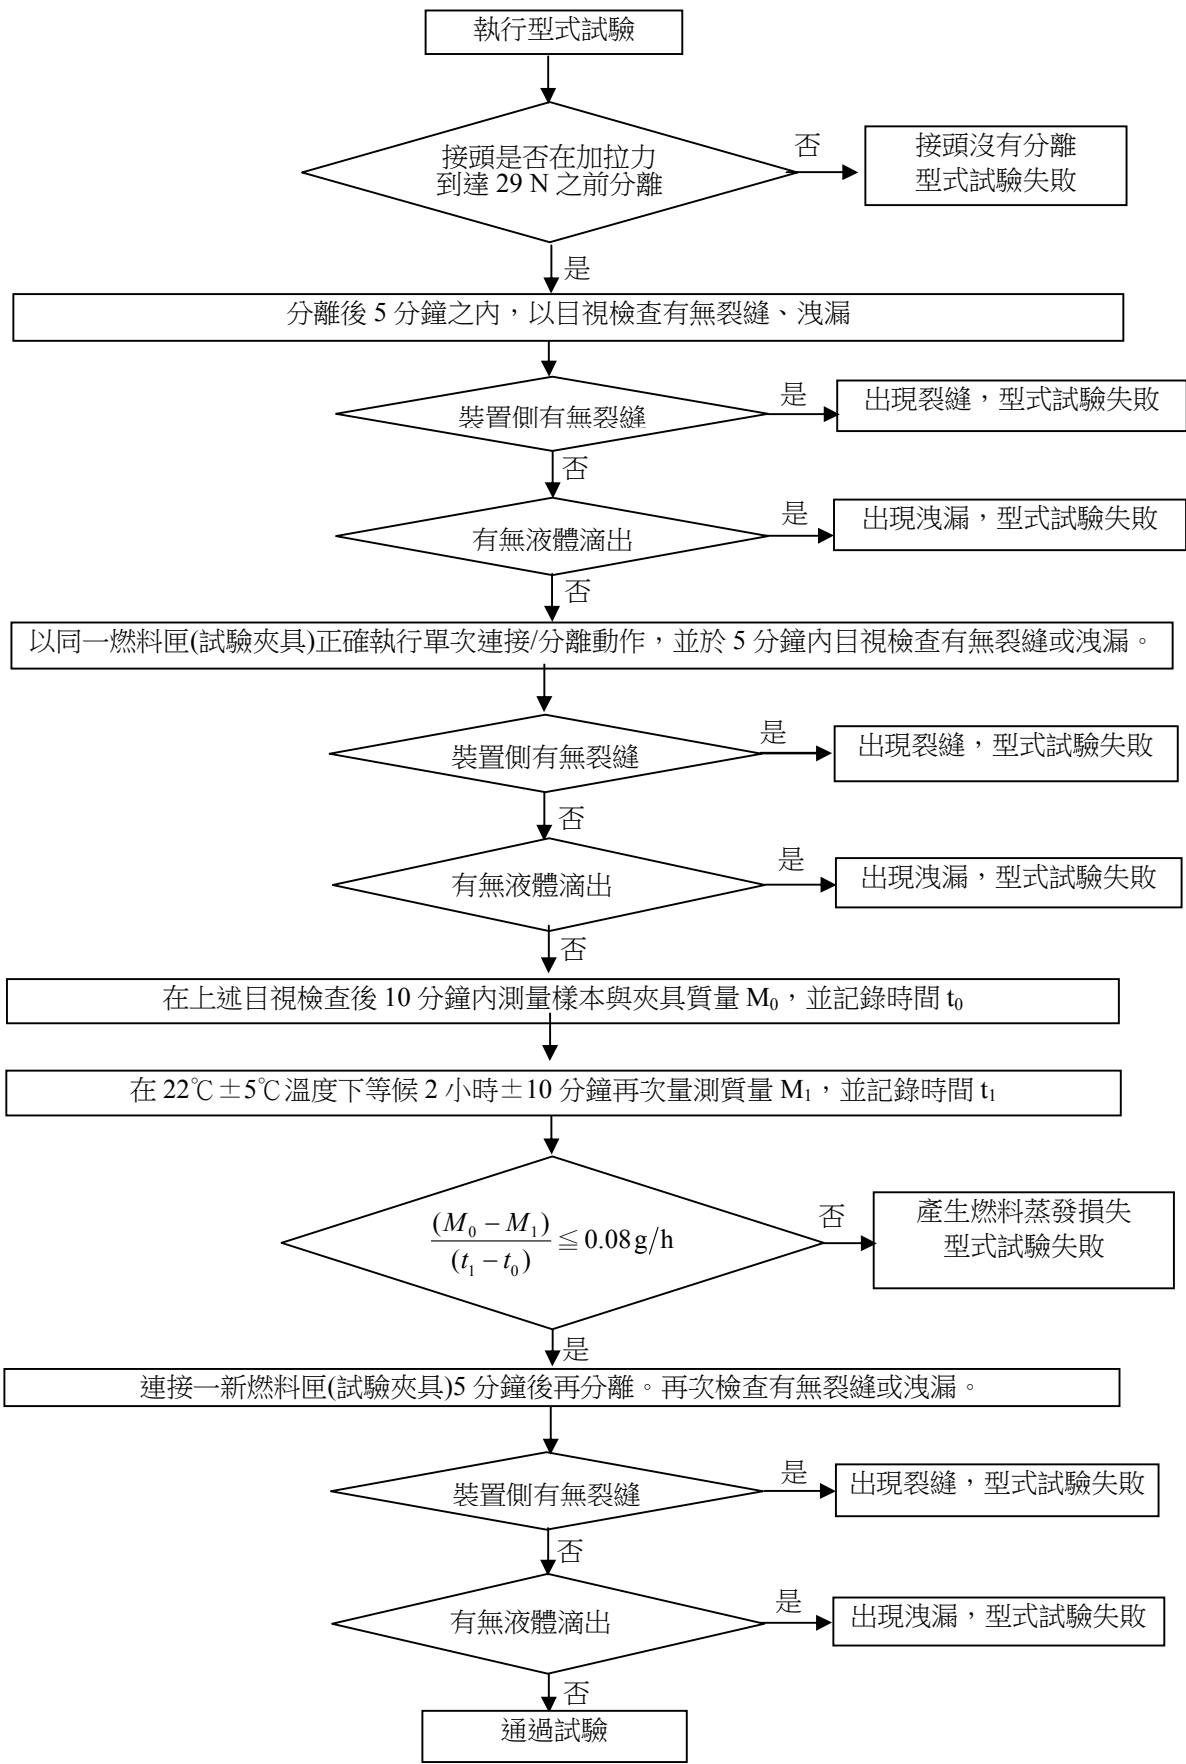 執行型式試驗
接頭是否在加拉力
到達 29 N 之前分離
否
接頭沒有分離
型式試驗失敗
是
分離後 5 分鐘之內，以目視檢查有無裂縫、洩漏
裝置側有無裂縫
是
出現裂縫，型式試驗失敗
否
有無液體滴出
是
出現洩漏，型式試驗失敗
否
以同一燃料匣(試驗夾具)正確執行單次連接/分離動作，並於 5 分鐘內目視檢查有無裂縫或洩漏。
裝置側有無裂縫
是
出現裂縫，型式試驗失敗
否
有無液體滴出
是
出現洩漏，型式試驗失敗
否
在上述目視檢查後 10 分鐘內測量樣本與夾具質量 M₀，並記錄時間 t₀
在 22℃±5℃溫度下等候 2 小時±10 分鐘再次量測質量 M₁，並記錄時間 t₁
(M₀ − M₁)
(t₁ − t₀)
≦ 0.08 g/h
否
產生燃料蒸發損失
型式試驗失敗
是
連接一新燃料匣(試驗夾具)5 分鐘後再分離。再次檢查有無裂縫或洩漏。
裝置側有無裂縫
是
出現裂縫，型式試驗失敗
否
有無液體滴出
是
出現洩漏，型式試驗失敗
否
通過試驗